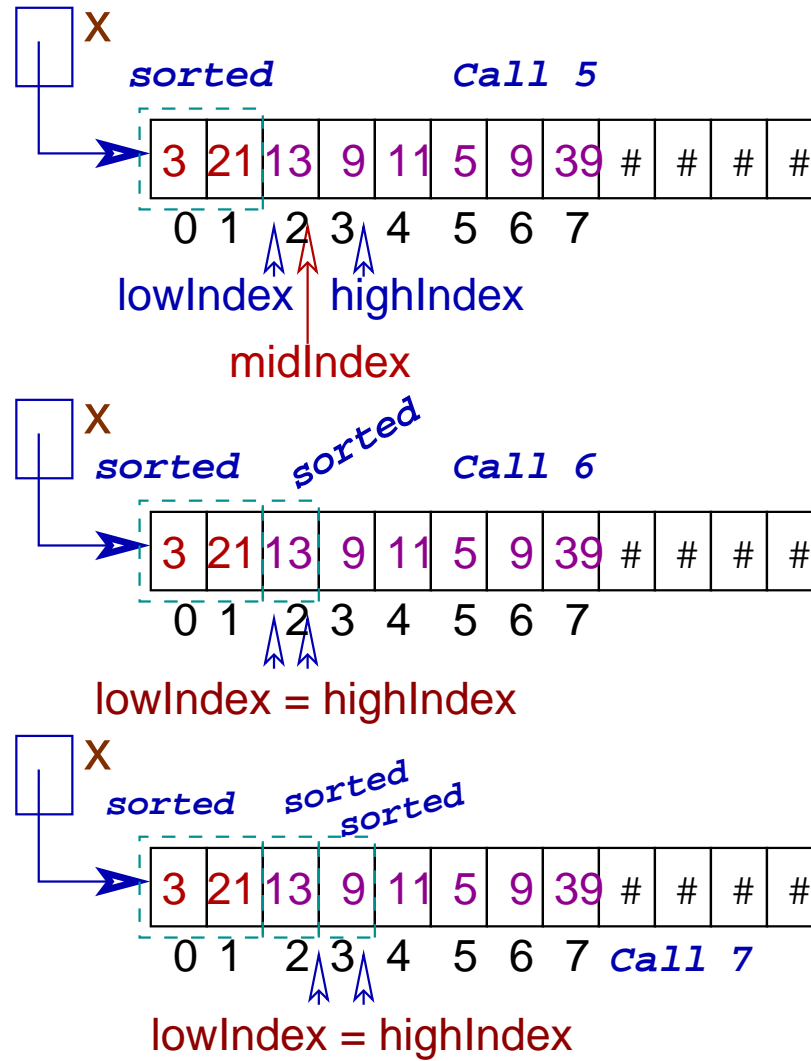 X
sorted Call 5
3 21 13 9 11 5 9 39 # # # #
0 1 2 3 4 5 6 7
lowIndex highIndex
midIndex
X
sorted sorted Call 6
3 21 13 9 11 5 9 39 # # # #
0 1 2 3 4 5 6 7
lowIndex = highIndex
X
sorted sorted
sorted
3 21 13 9 11 5 9 39 # # # #
0 1 2 3 4 5 6 7 Call 7
lowIndex = highIndex